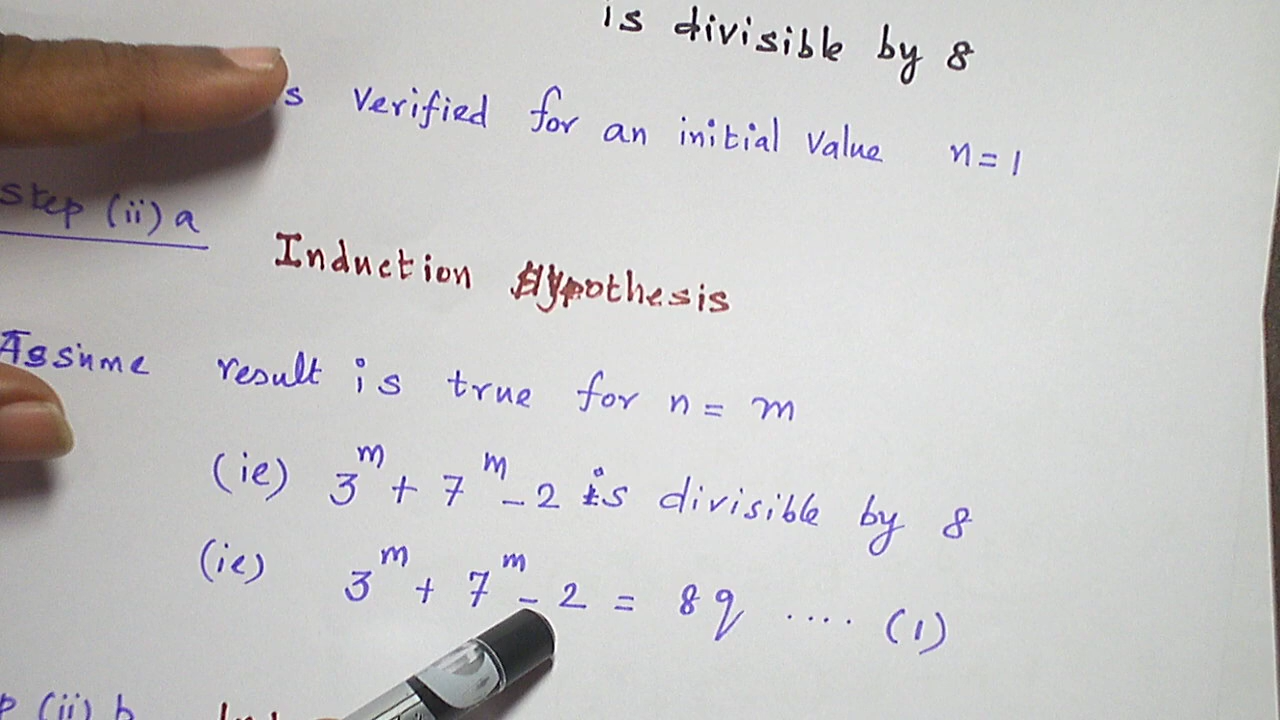 is divisible by 8
s verified for an initial value n=1
step (ii) a
Induction Hypothesis
Assume result is true for n = m
(ie) 3^m + 7^m - 2 is divisible by 8
(ie) 3^m + 7^m - 2 = 8q .... (1)
p (ii) b